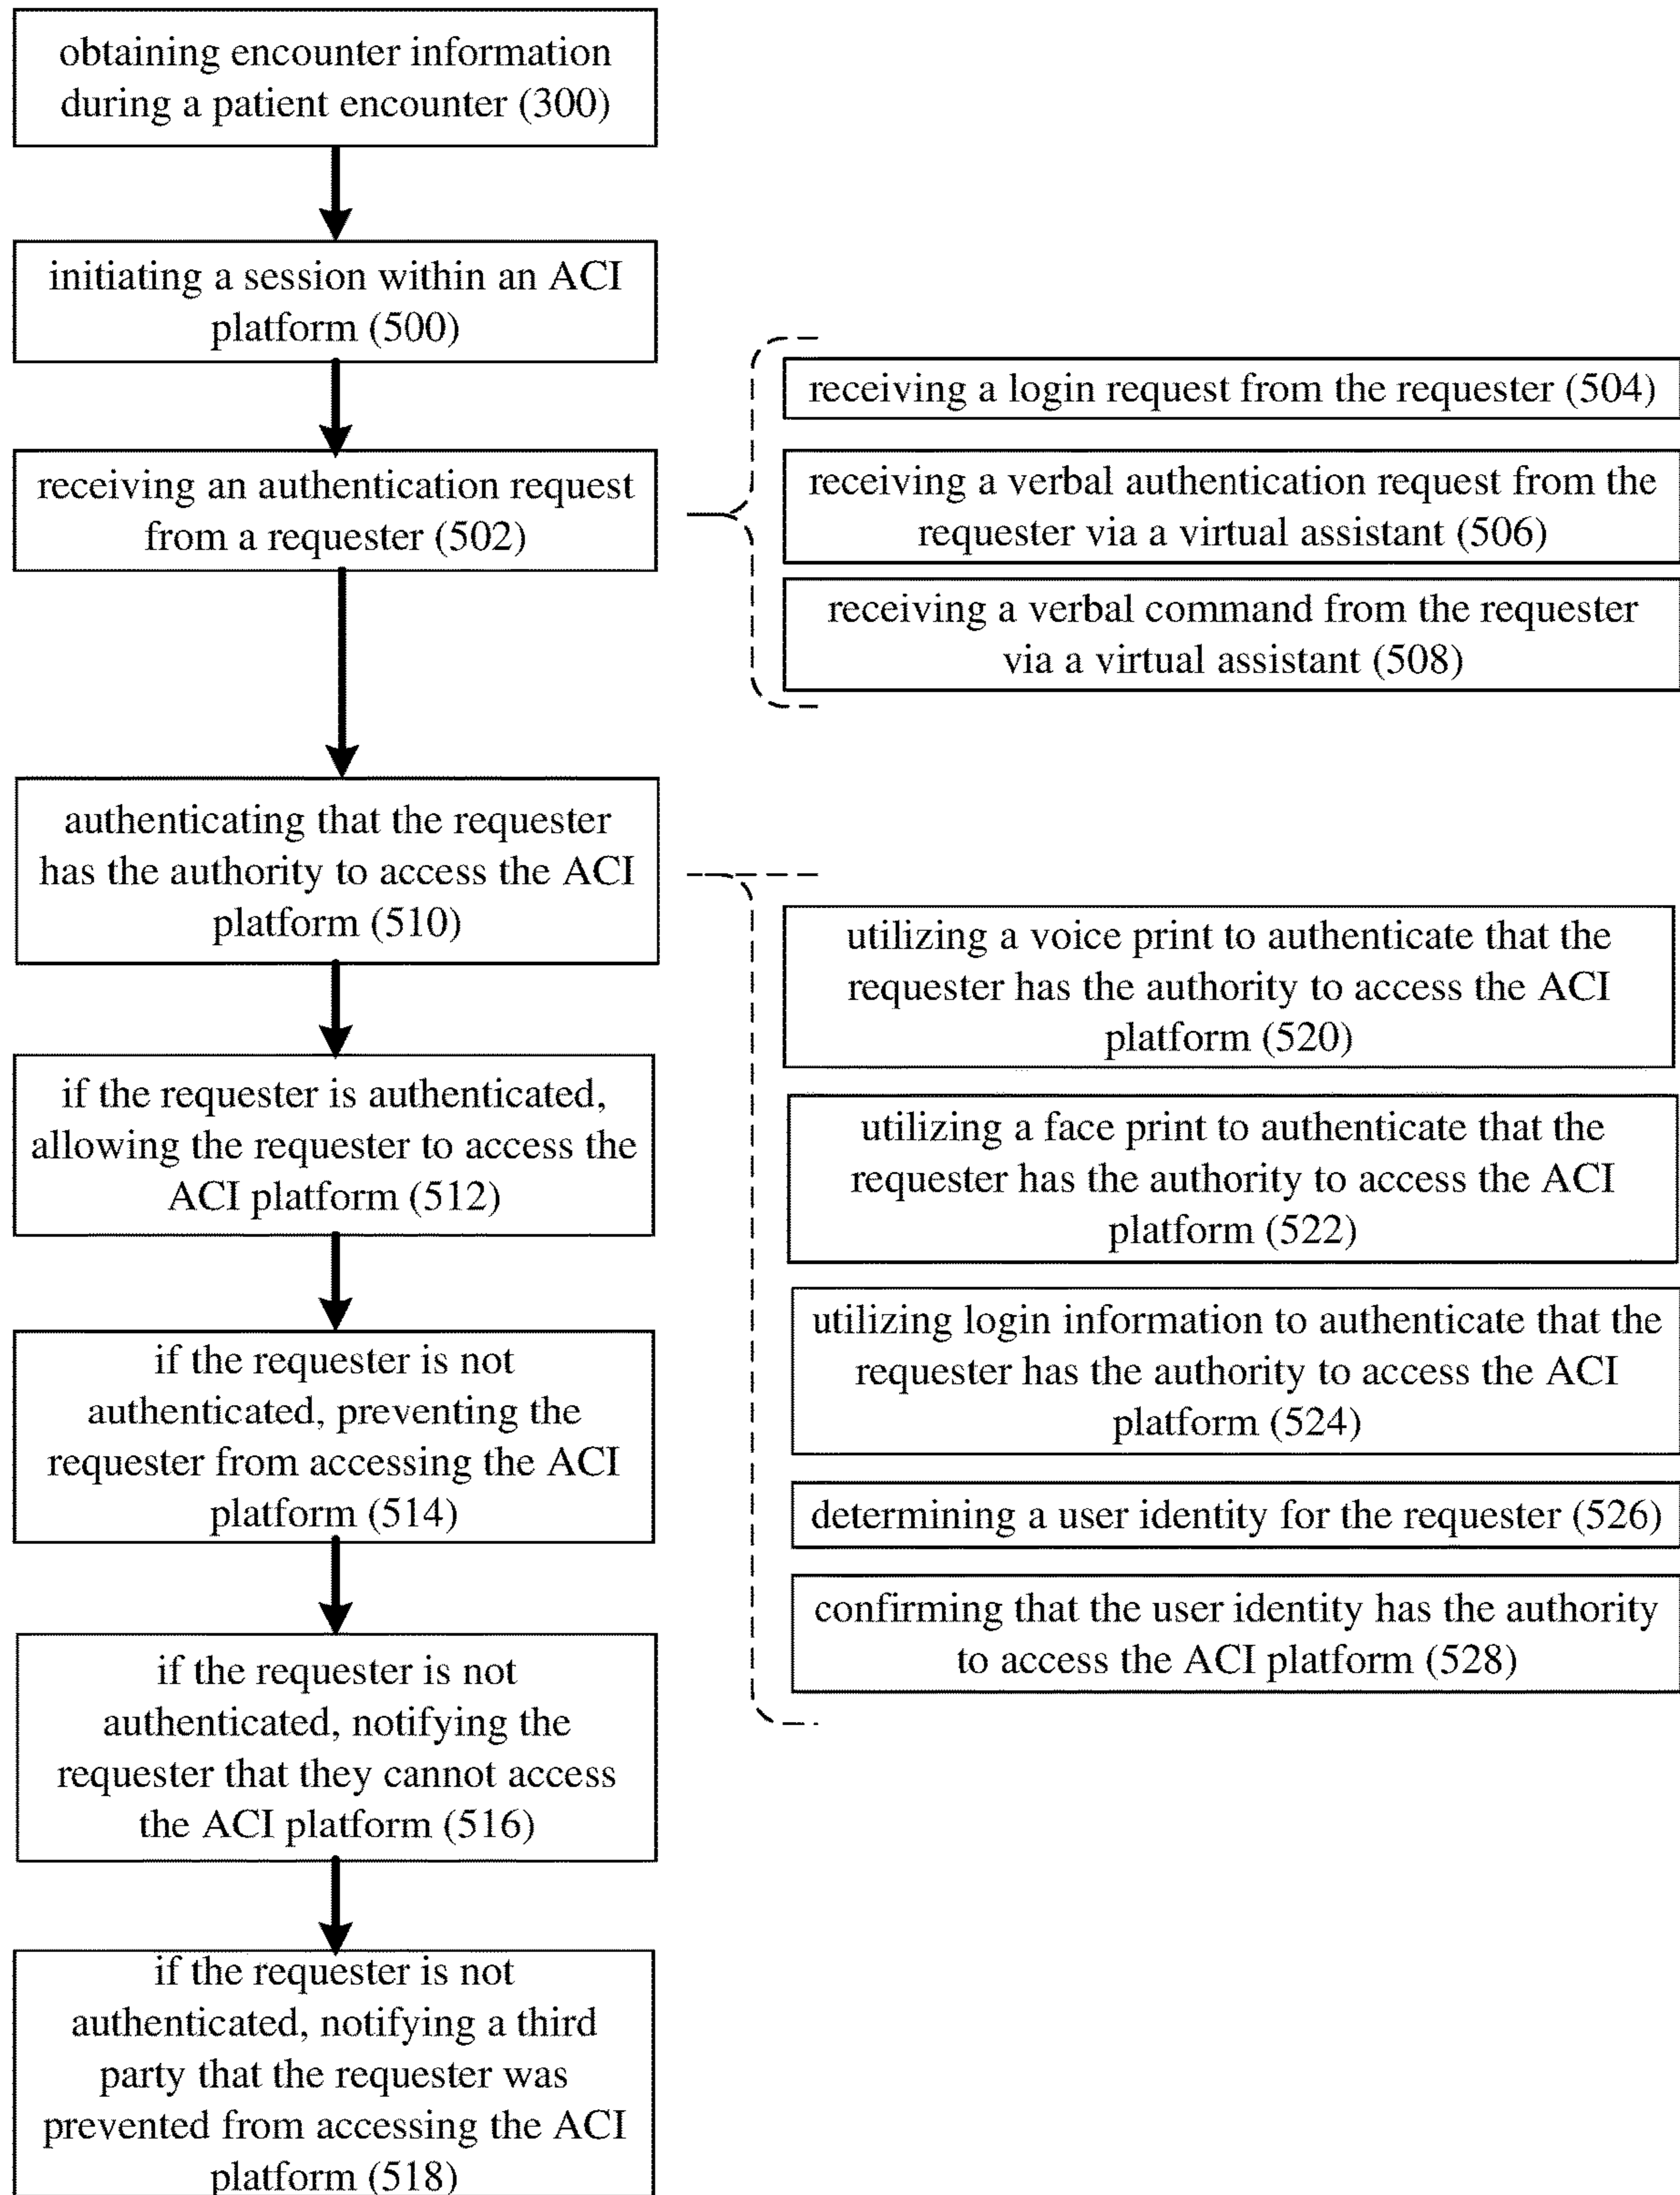 obtaining encounter information
during a patient encounter (300)
initiating a session within an ACI
platform (500)
receiving an authentication request
from a requester (502)
receiving a login request from the requester (504)
receiving a verbal authentication request from the
requester via a virtual assistant (506)
receiving a verbal command from the requester
via a virtual assistant (508)
authenticating that the requester
has the authority to access the ACI
platform (510)
utilizing a voice print to authenticate that the
requester has the authority to access the ACI
platform (520)
utilizing a face print to authenticate that the
requester has the authority to access the ACI
platform (522)
utilizing login information to authenticate that the
requester has the authority to access the ACI
platform (524)
determining a user identity for the requester (526)
confirming that the user identity has the authority
to access the ACI platform (528)
if the requester is authenticated,
allowing the requester to access the
ACI platform (512)
if the requester is not
authenticated, preventing the
requester from accessing the ACI
platform (514)
if the requester is not
authenticated, notifying the
requester that they cannot access
the ACI platform (516)
if the requester is not
authenticated, notifying a third
party that the requester was
prevented from accessing the ACI
platform (518)